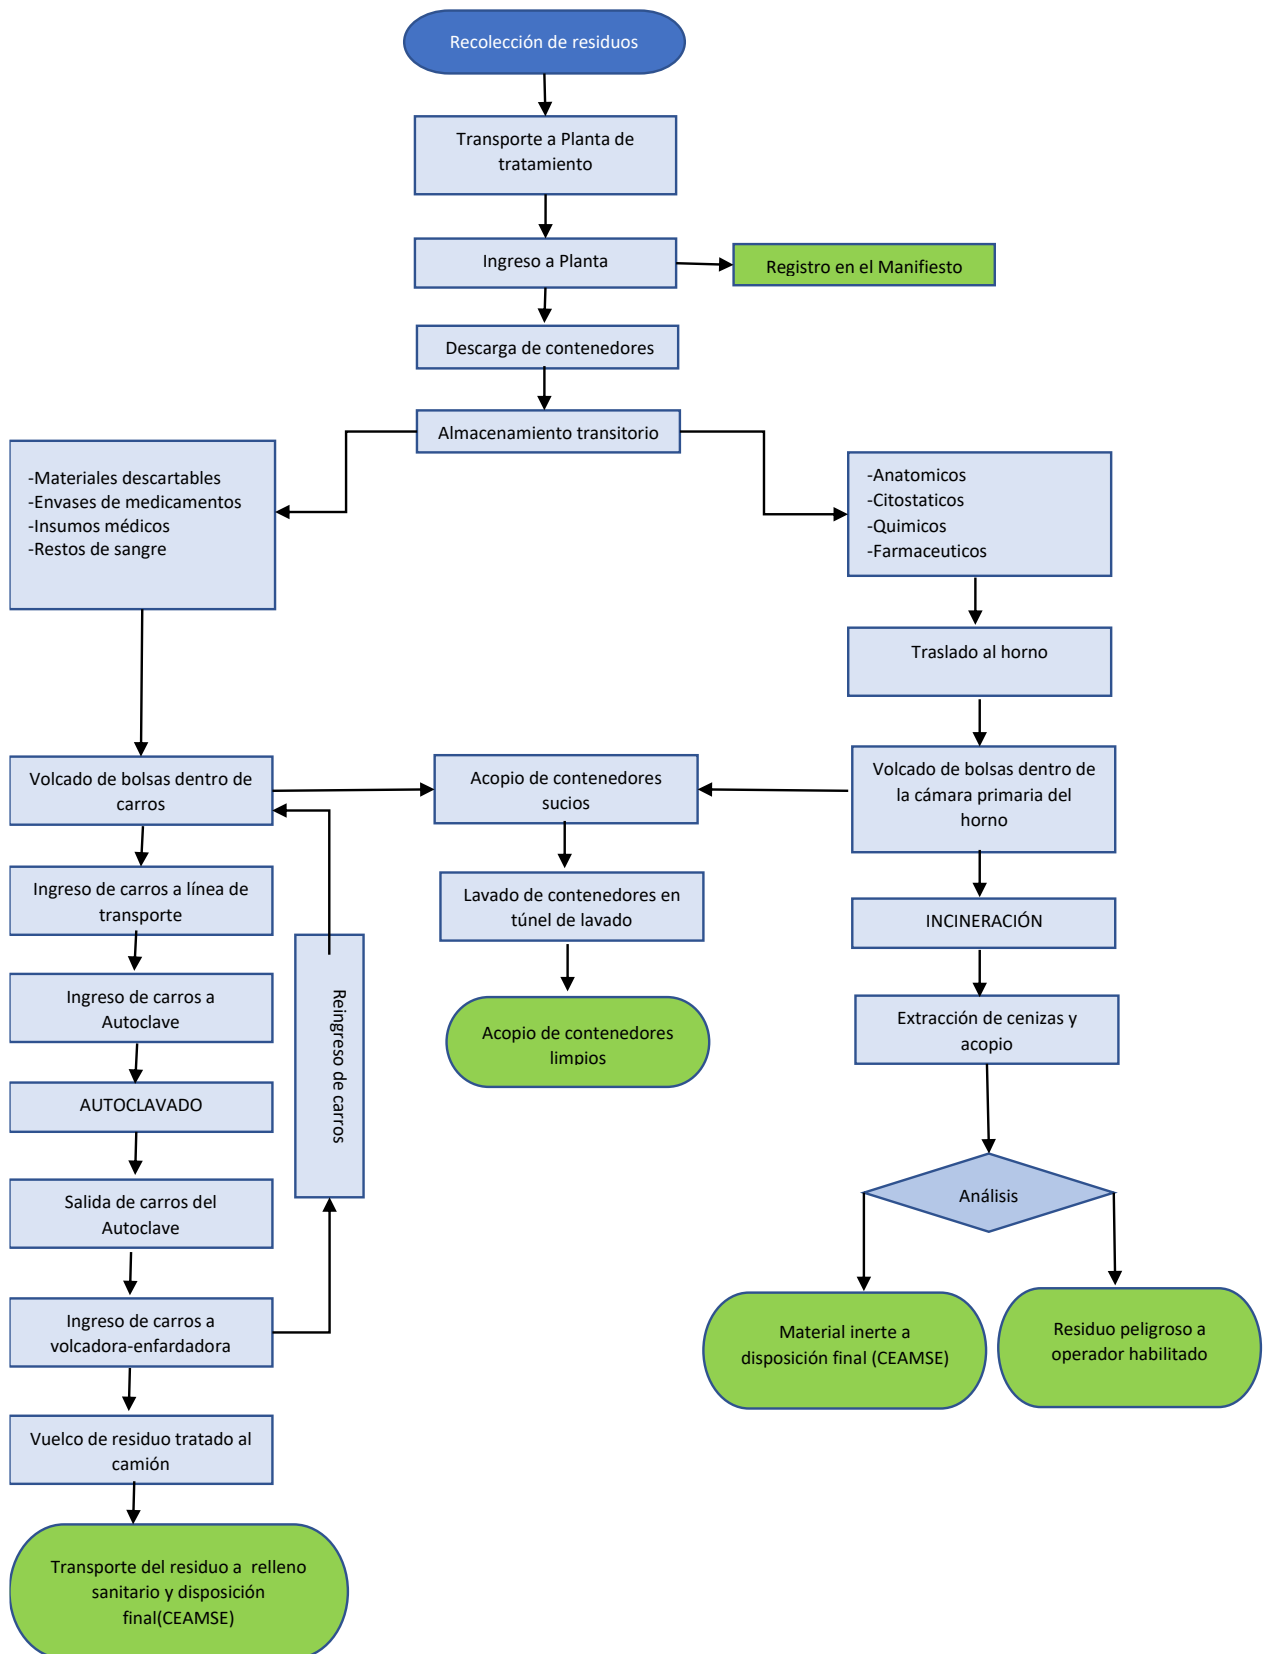 Recolección de residuos
Transporte a Planta de
tratamiento
Ingreso a Planta
Registro en el Manifiesto
Descarga de contenedores
Almacenamiento transitorio
-Materiales descartables
-Envases de medicamentos
-Insumos médicos
-Restos de sangre
-Anatomicos
-Citostaticos
-Quimicos
-Farmaceuticos
Traslado al horno
Volcado de bolsas dentro de
carros
Acopio de contenedores
sucios
Volcado de bolsas dentro de
la cámara primaria del
horno
Ingreso de carros a línea de
transporte
Lavado de contenedores en
túnel de lavado
INCINERACIÓN
Ingreso de carros a
Autoclave
Reingreso de carros
Acopio de contenedores
limpios
Extracción de cenizas y
acopio
AUTOCLAVADO
Salida de carros del
Autoclave
Análisis
Ingreso de carros a
volcadora-enfardadora
Material inerte a
disposición final (CEAMSE)
Residuo peligroso a
operador habilitado
Vuelco de residuo tratado al
camión
Transporte del residuo a  relleno
sanitario y disposición
final(CEAMSE)